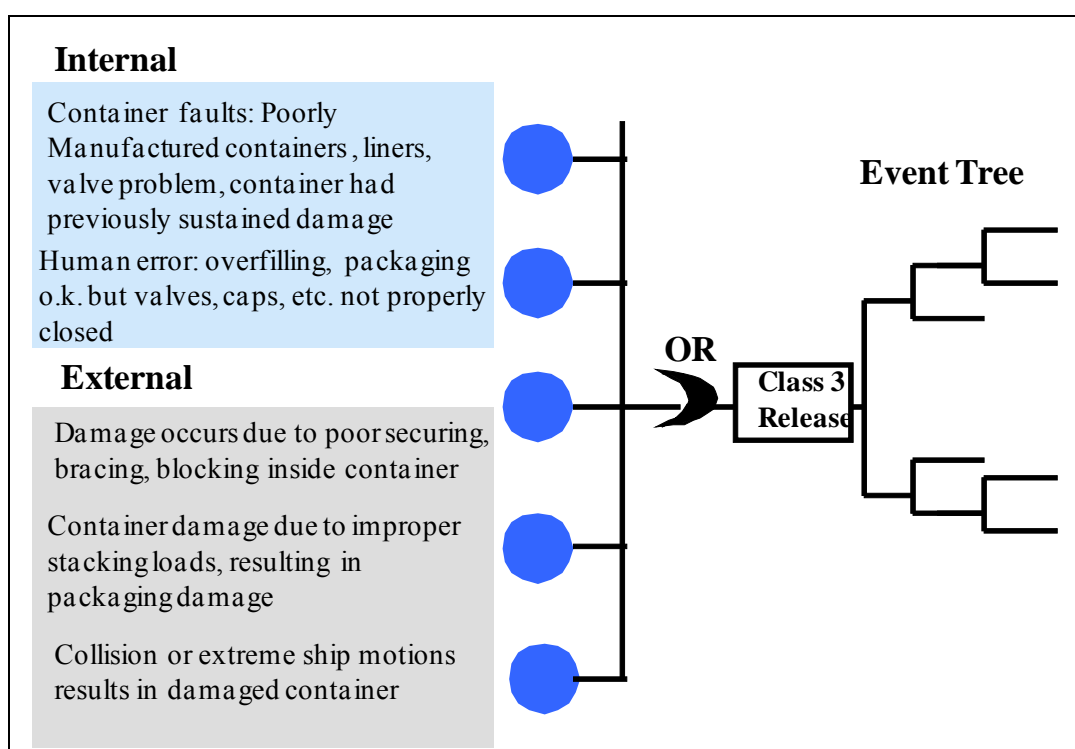 Internal
Container faults: Poorly
Manufactured containers, liners,
valve problem, container had
previously sustained damage
Human error: overfilling, packaging
o.k. but valves, caps, etc. not properly
closed
External
Damage occurs due to poor securing,
bracing, blocking inside container
Container damage due to improper
stacking loads, resulting in
packaging damage
Collision or extreme ship motions
results in damaged container
OR
Class 3
Release
Event Tree